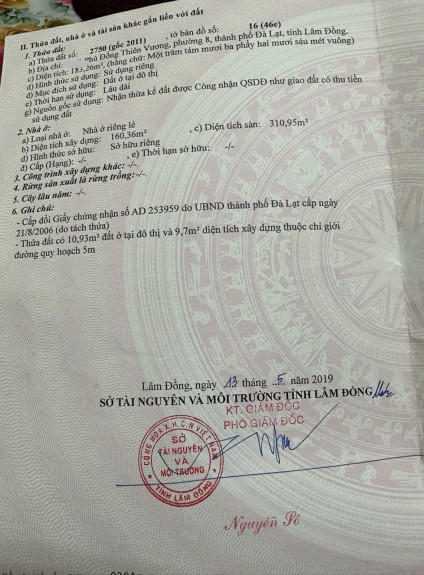 II. Thửa đất, nhà ở và tài sản khác gắn liền với đất
1. Thửa đất:
a) Thửa đất số: 2750 (gốc 2011) , tờ bản đồ số: 16 (46e)
b) Địa chỉ: Phù Đổng Thiên Vương, phường 8, thành phố Đà Lạt, tỉnh Lâm Đồng.
c) Diện tích: 183,26m², (bằng chữ: Một trăm tám mươi ba phẩy hai mươi sáu mét vuông)
d) Hình thức sử dụng: Sử dụng riêng
đ) Mục đích sử dụng: Đất ở tại đô thị
e) Thời hạn sử dụng: Lâu dài
g) Nguồn gốc sử dụng: Nhận thừa kế đất được Công nhận QSDĐ như giao đất có thu tiền
sử dụng đất
2. Nhà ở:
a) Loại nhà ở: Nhà ở riêng lẻ
b) Diện tích xây dựng: 160,36m² , c) Diện tích sàn: 310,95m²
d) Hình thức sở hữu: Sở hữu riêng
đ) Cấp (Hạng): -/- , e) Thời hạn sở hữu: -/-
3. Công trình xây dựng khác: -/-
4. Rừng sản xuất là rừng trồng: -/-
5. Cây lâu năm: -/-
6. Ghi chú:
- Cấp đổi Giấy chứng nhận số AD 253959 do UBND thành phố Đà Lạt cấp ngày
21/8/2006 (do tách thửa)
- Thửa đất có 10,93m² đất ở tại đô thị và 9,7m² diện tích xây dựng thuộc chỉ giới
đường quy hoạch 5m
Lâm Đồng, ngày 13 tháng 5 năm 2019
SỞ TÀI NGUYÊN VÀ MÔI TRƯỜNG TỈNH LÂM ĐỒNG
KT. GIÁM ĐỐC
PHÓ GIÁM ĐỐC
CỘNG HÒA X.H.C.N VIỆT NAM
SỞ
TÀI NGUYÊN
VÀ
MÔI TRƯỜNG
TỈNH LÂM ĐỒNG